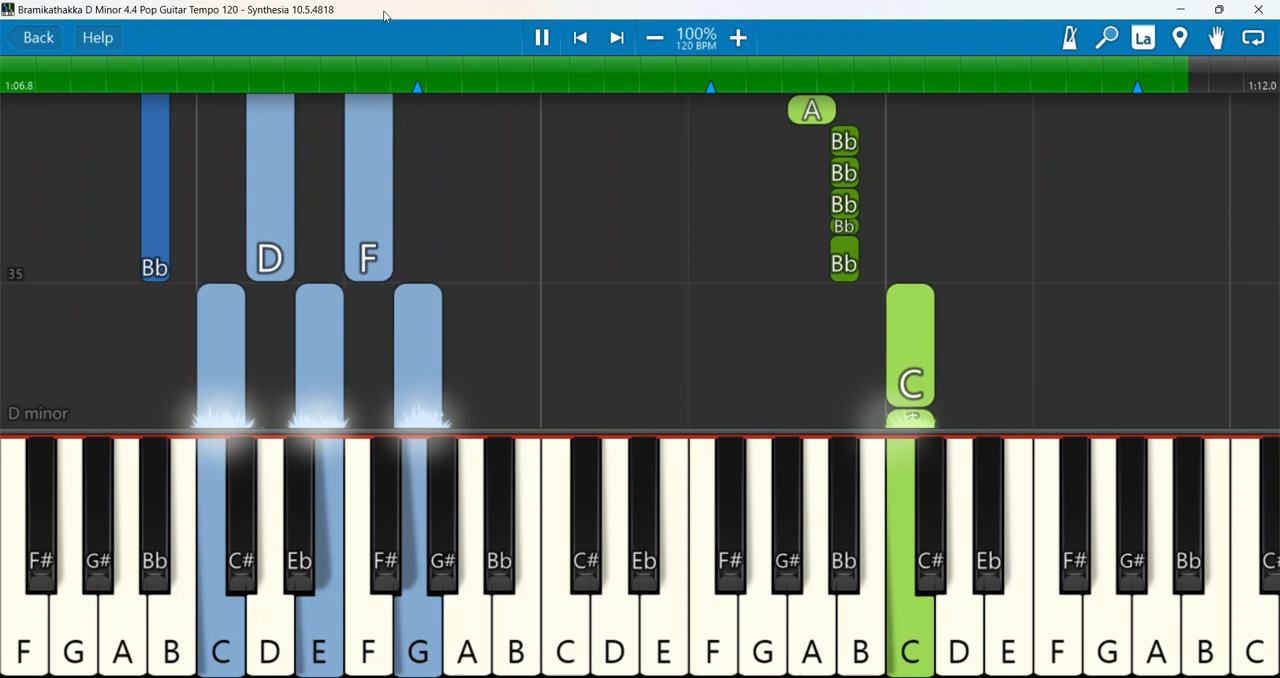 Bramikathakka D Minor 4.4 Pop Guitar Tempo 120 - Synthesia 10.5.4818
Back Help 100% La
120 BPM
1:06.8 1:12.0
A
Bb
Bb
Bb
Bb
Bb D F Bb
35
C
D minor
F# G# Bb C# Eb F# G# Bb C# Eb F# G# Bb C# Eb F# G# Bb C
F G A B C D E F G A B C D E F G A B C D E F G A B C